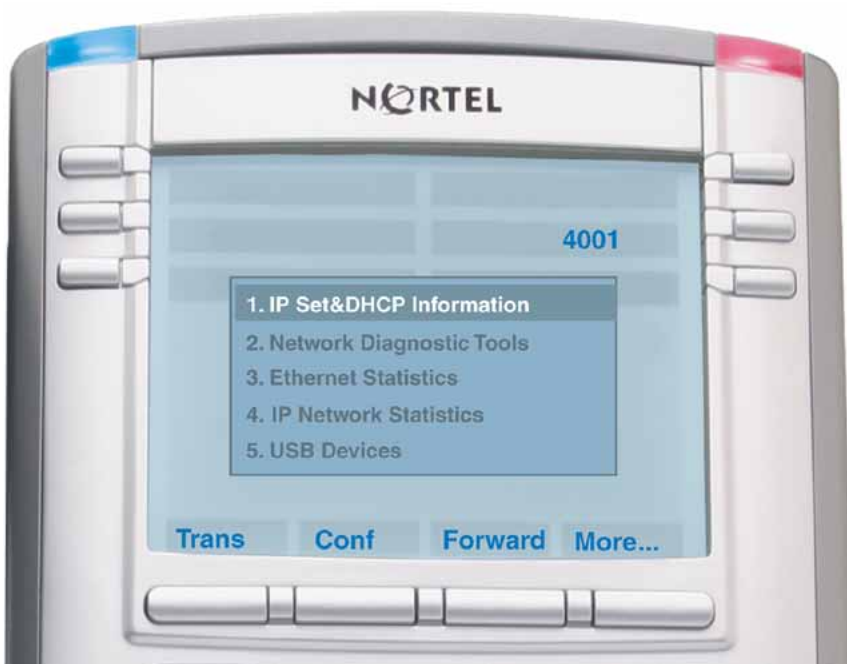 NORTEL
4001
1. IP Set&DHCP Information
2. Network Diagnostic Tools
3. Ethernet Statistics
4. IP Network Statistics
5. USB Devices
Trans Conf Forward More...